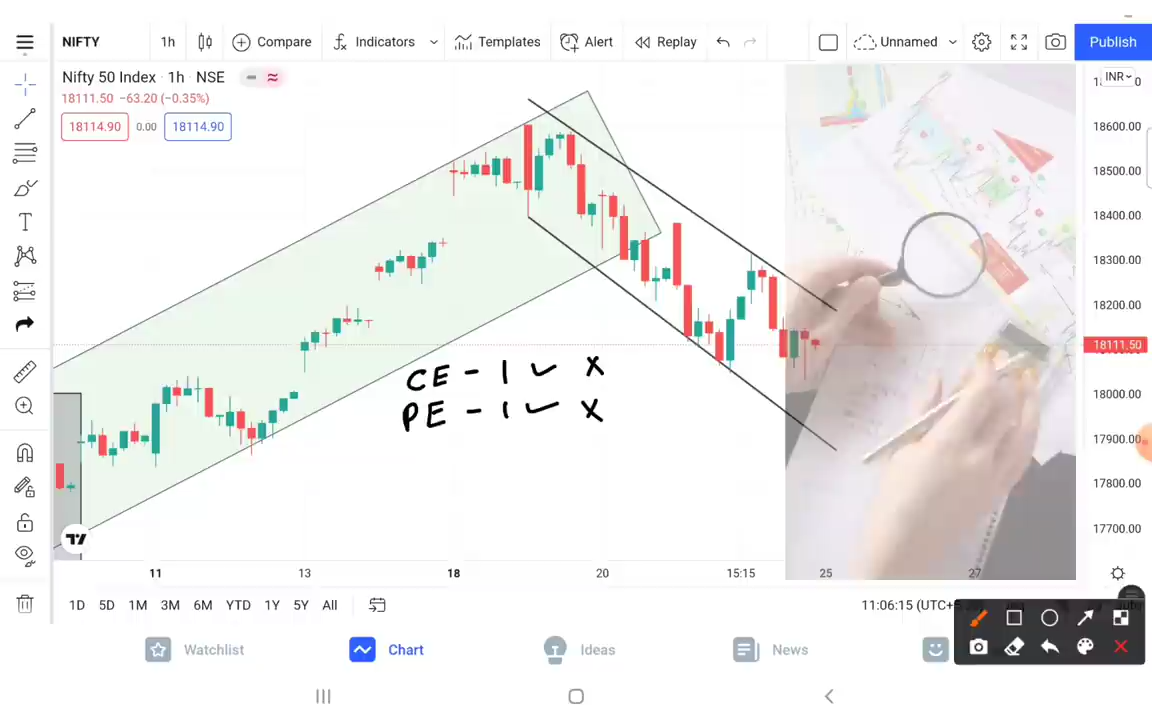 NIFTY 1h Compare Indicators Templates Alert Replay Unnamed Publish
Nifty 50 Index · 1h · NSE
INR
18111.50 −63.20 (−0.35%)
18114.90 0.00 18114.90
18600.00
18500.00
18400.00
18300.00
18200.00
18111.50
18000.00
17900.00
17800.00
17700.00
CE - 1 ✓ X
PE - 1 ✓ X
11 13 18 20 15:15 25 27
1D 5D 1M 3M 6M YTD 1Y 5Y All
11:06:15 (UTC+5
Watchlist Chart Ideas News